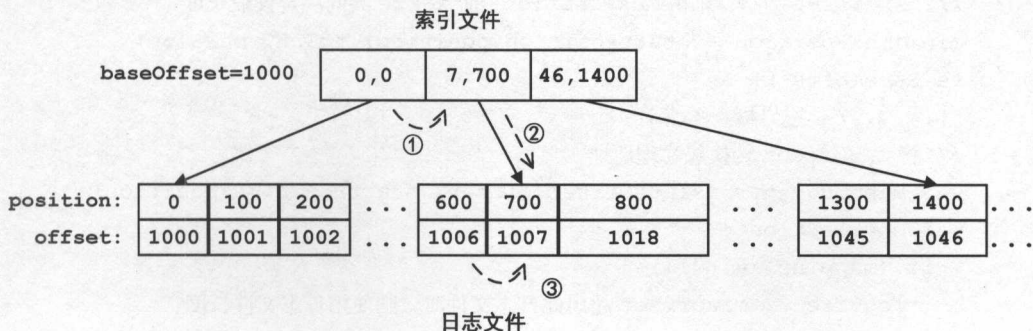 索引文件
baseOffset=1000 0,0 7,700 46,1400
① ②
position: 0 100 200 ... 600 700 800 ... 1300 1400 ....
offset: 1000 1001 1002 ... 1006 1007 1018 ... 1045 1046 ....
③
日志文件